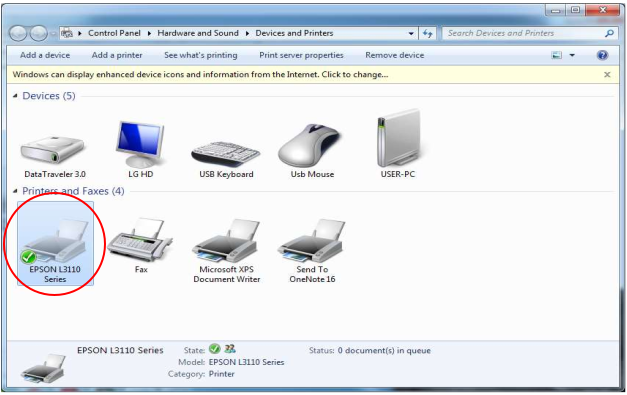 Control Panel ▸ Hardware and Sound ▸ Devices and Printers
Search Devices and Printers
Add a device Add a printer See what's printing Print server properties Remove device
Windows can display enhanced device icons and information from the Internet. Click to change...
Devices (5)
DataTraveler 3.0
LG HD
USB Keyboard
Usb Mouse
USER-PC
Printers and Faxes (4)
EPSON L3110
Series
Fax
Microsoft XPS
Document Writer
Send To
OneNote 16
EPSON L3110 Series State: Status: 0 document(s) in queue
Model: EPSON L3110 Series
Category: Printer